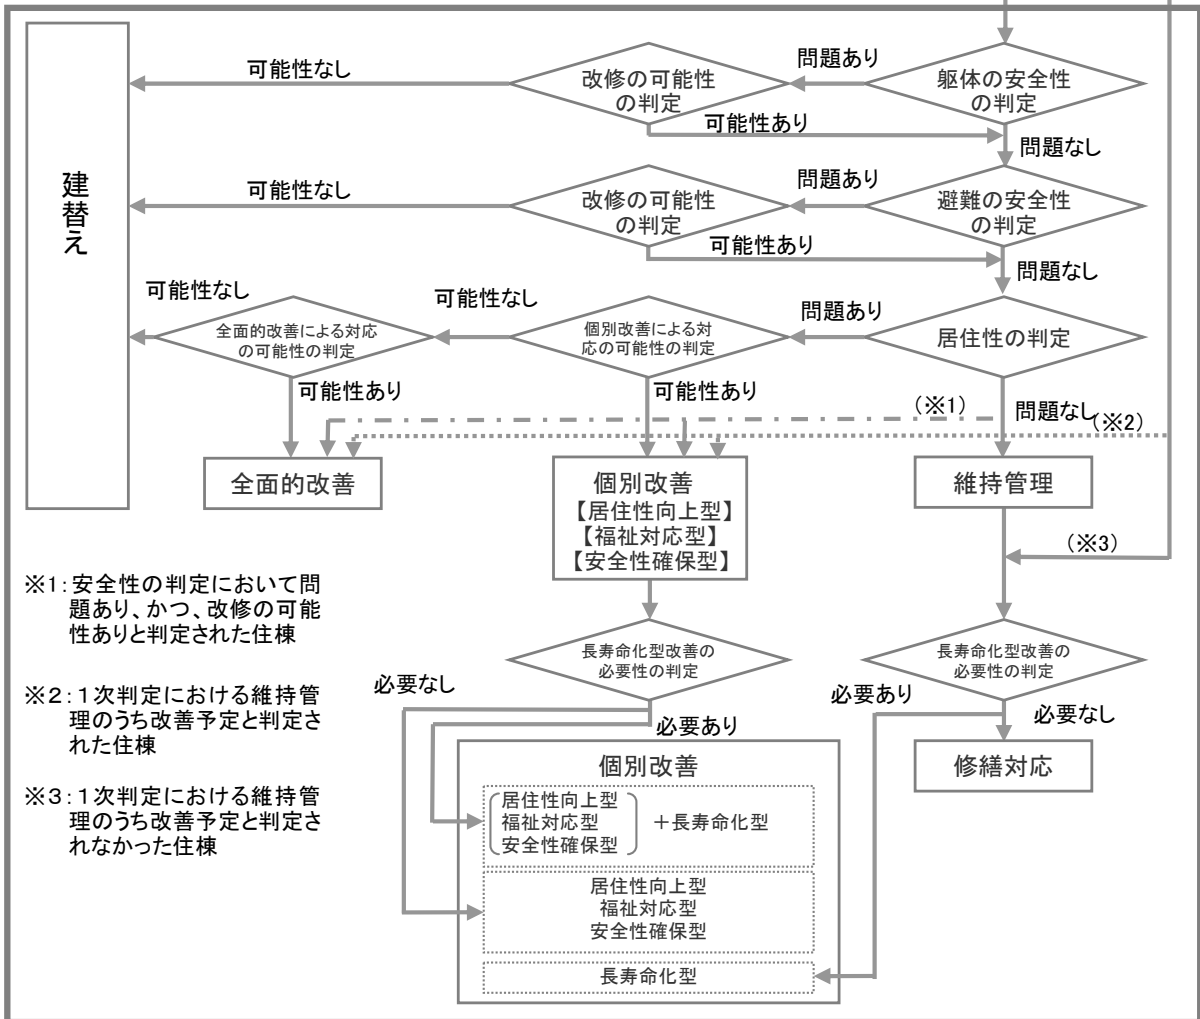 建替え
可能性なし
改修の可能性
の判定
問題あり
躯体の安全性
の判定
可能性あり
問題なし
可能性なし
改修の可能性
の判定
問題あり
避難の安全性
の判定
可能性あり
問題なし
可能性なし
全面的改善による対応
の可能性の判定
可能性なし
個別改善による対
応の可能性の判定
問題あり
居住性の判定
可能性あり
可能性あり
(※1)
問題なし
(※2)
全面的改善
個別改善
【居住性向上型】
【福祉対応型】
【安全性確保型】
維持管理
(※3)
※1:安全性の判定において問
題あり、かつ、改修の可能
性ありと判定された住棟
※2:1次判定における維持管
理のうち改善予定と判定さ
れた住棟
※3:1次判定における維持管
理のうち改善予定と判定さ
れなかった住棟
長寿命化型改善の
必要性の判定
必要なし
必要あり
長寿命化型改善の
必要性の判定
必要あり
必要なし
修繕対応
個別改善
居住性向上型
福祉対応型
安全性確保型
+長寿命化型
居住性向上型
福祉対応型
安全性確保型
長寿命化型